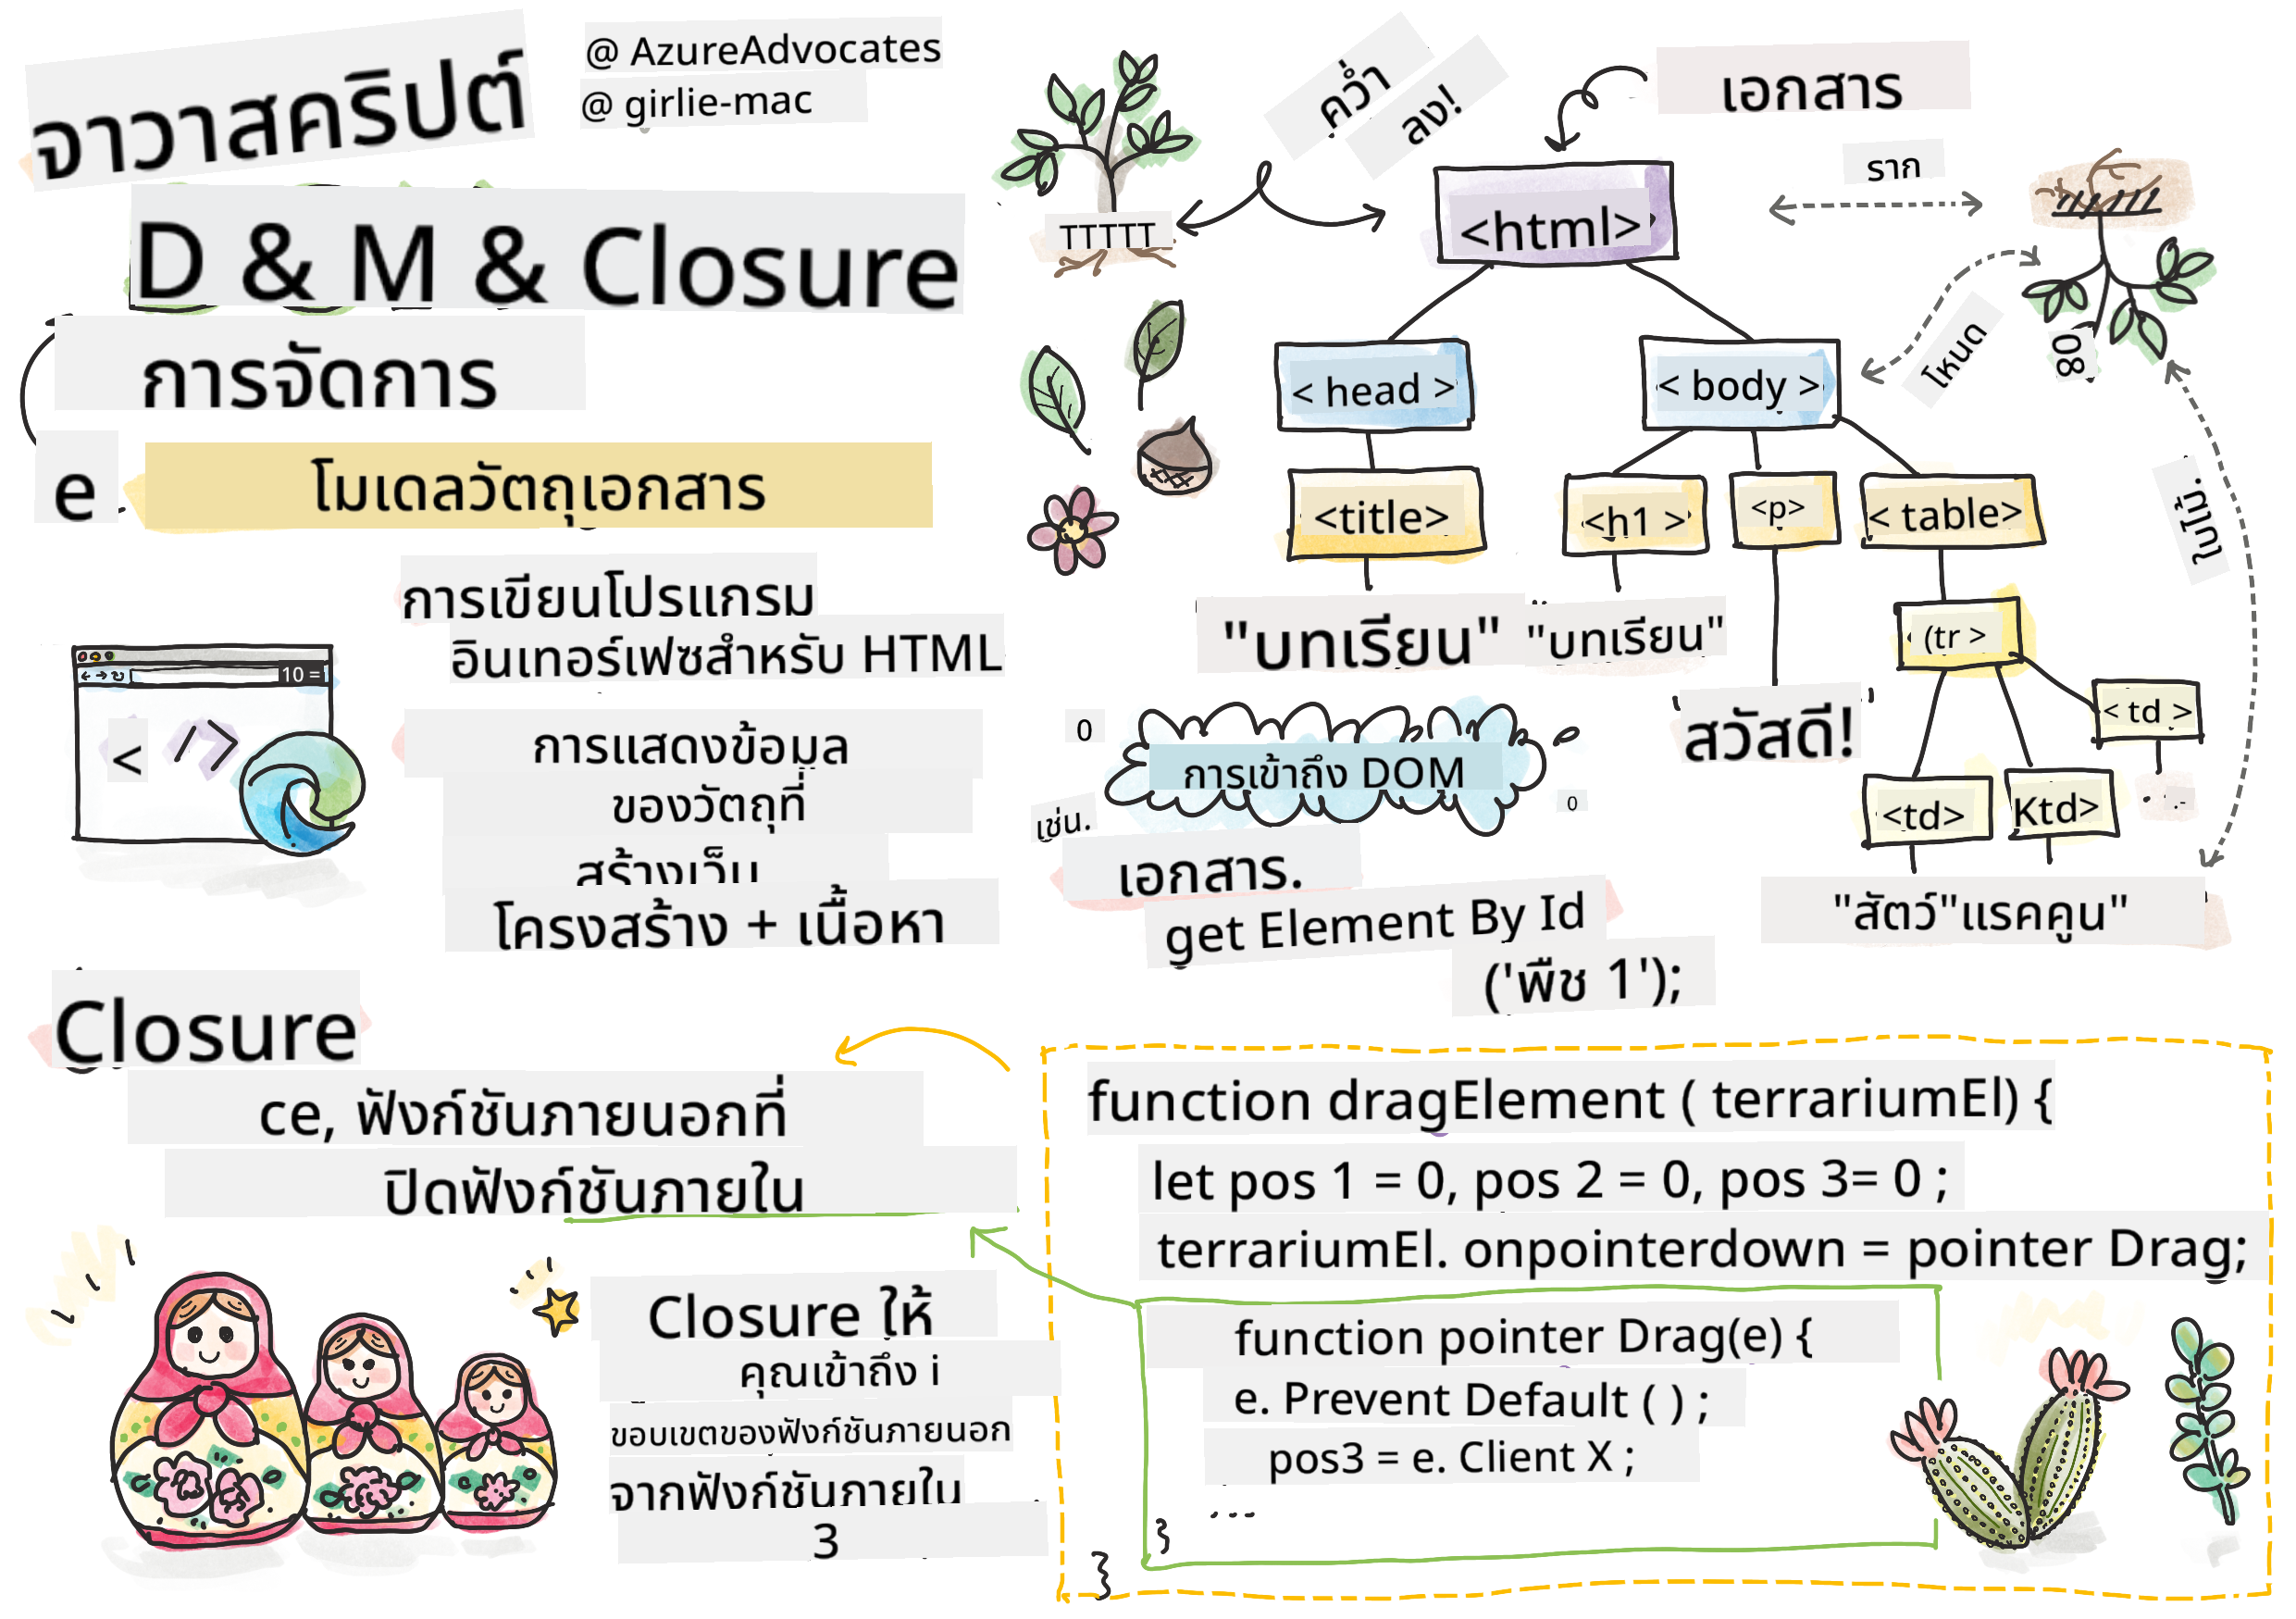 จาวาสคริปต์
@ AzureAdvocates
@ girlie-mac
D & M & Closure
การจัดการ
e
โมเดลวัตถุเอกสาร
การเขียนโปรแกรม
อินเทอร์เฟซสำหรับ HTML
10 =
< />
การแสดงข้อมูล
ของวัตถุที่
สร้างเว็บ
โครงสร้าง + เนื้อหา
TTTTT
คว่ำ
ลง!
เอกสาร
ราก
<html>
โหนด
08
< head >
< body >
ใบไม้.
<title>
<h1 >
<p>
< table>
"บทเรียน"
"บทเรียน"
(tr >
สวัสดี!
< td >
<td>
Ktd>
"สัตว์"แรคคูน"
0
การเข้าถึง DOM
0
เช่น.
เอกสาร.
get Element By Id
('พืช 1');
Closure
ce, ฟังก์ชันภายนอกที่
ปิดฟังก์ชันภายใน
Closure ให้
คุณเข้าถึง i
ขอบเขตของฟังก์ชันภายนอก
จากฟังก์ชันภายใน
3
function dragElement ( terrariumEl) {
let pos 1 = 0, pos 2 = 0, pos 3= 0 ;
terrariumEl. onpointerdown = pointer Drag;
function pointer Drag(e) {
e. Prevent Default ( ) ;
pos3 = e. Client X ;
...
}
}